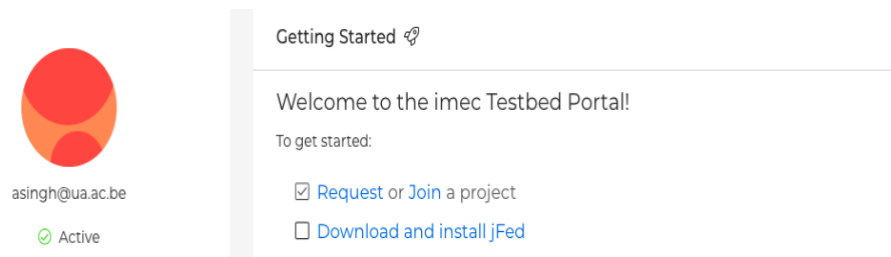 Getting Started
Welcome to the imec Testbed Portal!
To get started:
asingh@ua.ac.be
Request or Join a project
Active
Download and install jFed